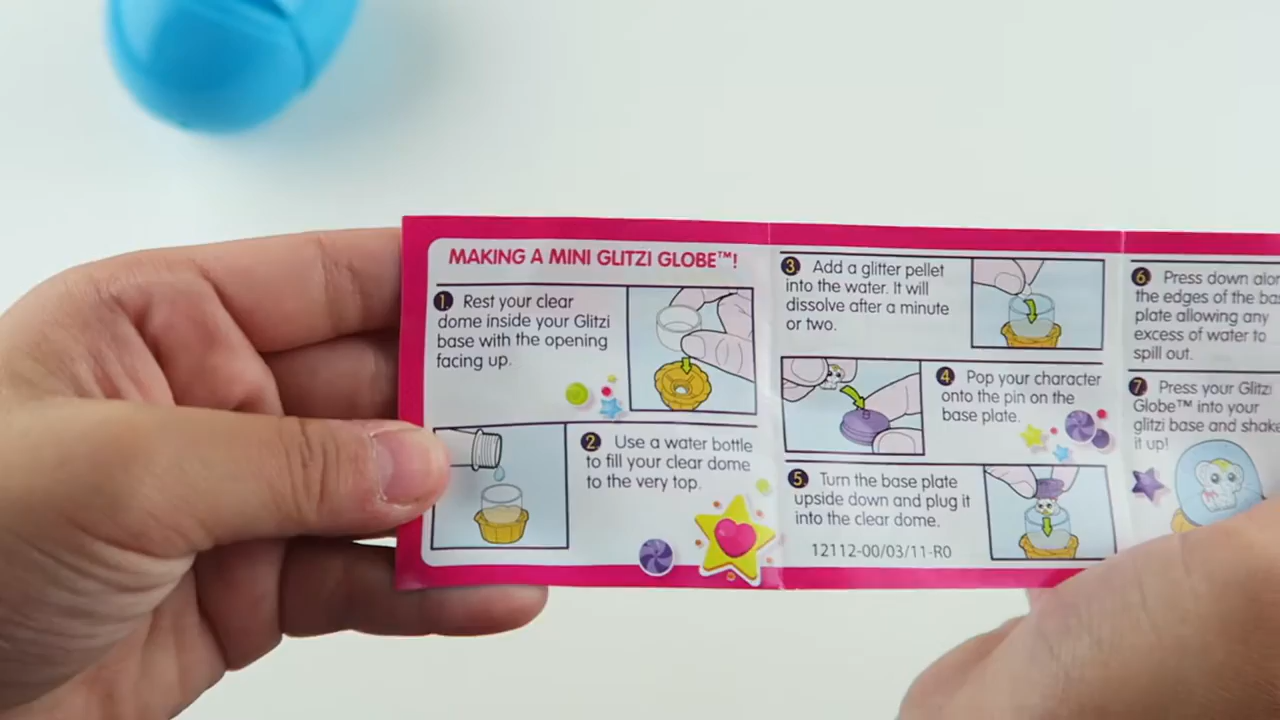 MAKING A MINI GLITZI GLOBE™!
1. Rest your clear
dome inside your Glitzi
base with the opening
facing up.
2 Use a water bottle
to fill your clear dome
to the very top.
3. Add a glitter pellet
into the water. It will
dissolve after a minute
or two.
4 Pop your character
onto the pin on the
base plate.
5. Turn the base plate
upside down and plug it
into the clear dome.
12112-00/03/11-R0
6 Press down
the edges of the
plate allowing any
excess of water to
spill out.
7 Press your Glitzi
Globe™ into your
glitzi base and shake
it up!